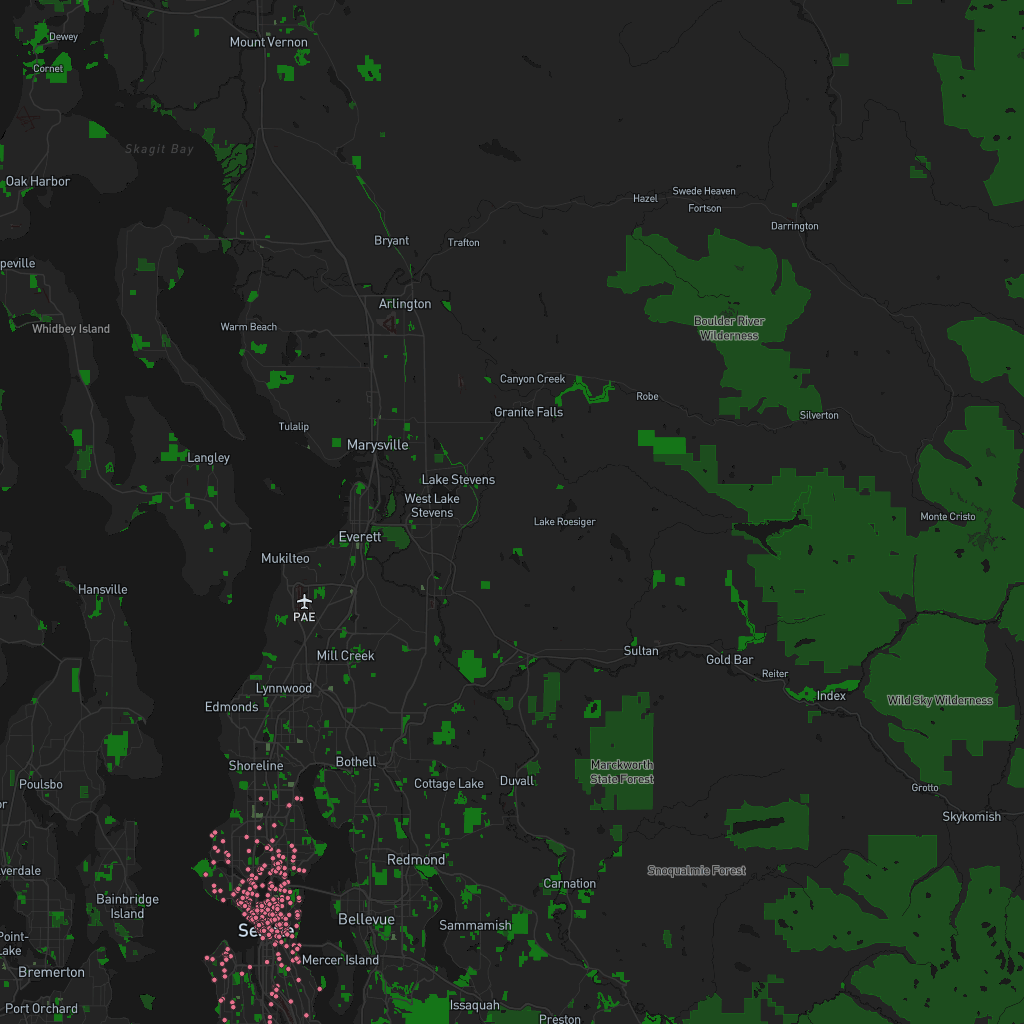 Dewey
Mount Vernon
Cornet
Skagit Bay
Oak Harbor
Hazel
Swede Heaven
Fortson
Darrington
Bryant
Trafton
peville
Arlington
Whidbey Island
Warm Beach
Boulder River
Wilderness
Canyon Creek
Robe
Granite Falls
Silverton
Tulalip
Marysville
Langley
Lake Stevens
West Lake
Stevens
Lake Roesiger
Monte Cristo
Everett
Mukilteo
Hansville
PAE
Mill Creek
Sultan
Gold Bar
Reiter
Lynnwood
Index
Wild Sky Wilderness
Edmonds
Shoreline
Bothell
Marckworth
State Forest
Poulsbo
Cottage Lake
Duvall
Grotto
or
Skykomish
Redmond
verdale
Snoqualmie Forest
Carnation
Bainbridge
Island
Bellevue
Sammamish
Point-
Lake
Mercer Island
Bremerton
Port Orchard
Issaquah
Preston